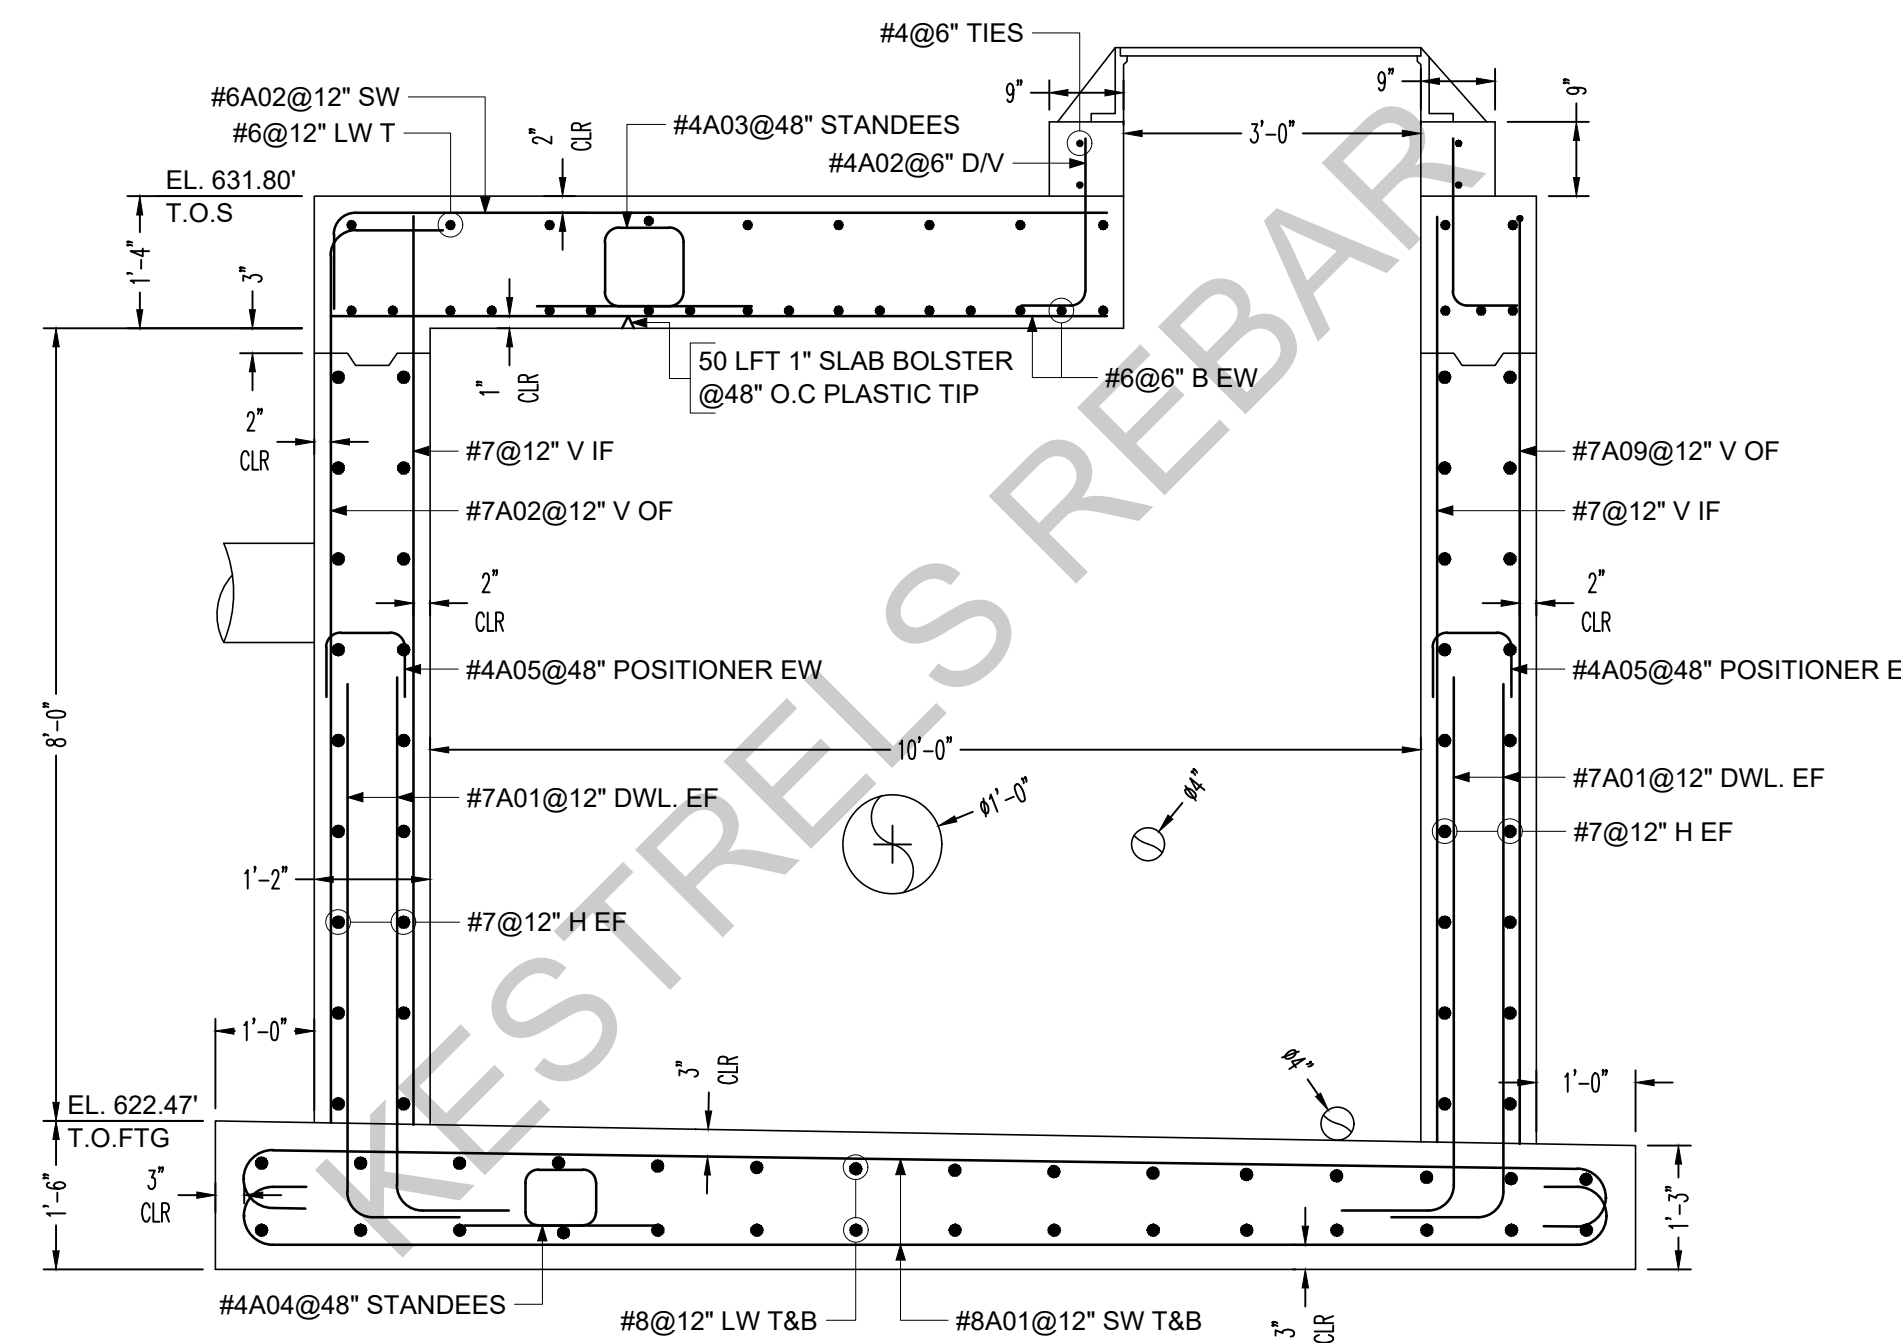 #4@6" TIES
#6A02@12" SW
#6@12" LW T
2" CLR
#4A03@48" STANDEES
#4A02@6" D/V
9"
9"
9"
3'-0"
EL. 631.80'
T.O.S
1'-4"
3"
50 LFT 1" SLAB BOLSTER
@48" O.C PLASTIC TIP
1" CLR
#6@6" B EW
2"
CLR
#7@12" V IF
#7A02@12" V OF
#7A09@12" V OF
#7@12" V IF
2"
CLR
2"
CLR
#4A05@48" POSITIONER EW
#4A05@48" POSITIONER E
8'-0"
10'-0"
#7A01@12" DWL. EF
ø1'-0"
ø4"
#7A01@12" DWL. EF
#7@12" H EF
1'-2"
#7@12" H EF
1'-0"
3" CLR
ø4"
1'-0"
EL. 622.47'
T.O.FTG
1'-6"
3"
CLR
1'-3"
#4A04@48" STANDEES
#8@12" LW T&B
#8A01@12" SW T&B
3" CLR
KESTRELS REBAR